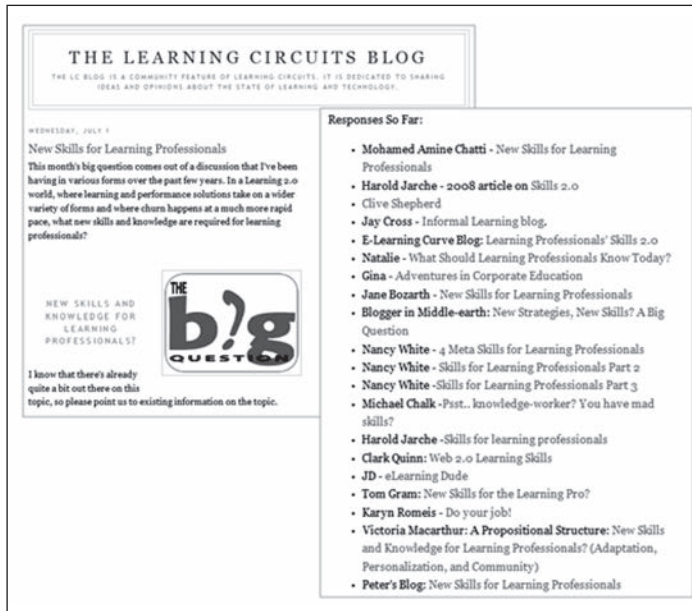 THE LEARNING CIRCUITS BLOG
THE LC BLOG IS A COMMUNITY FEATURE OF LEARNING CIRCUITS. IT IS DEDICATED TO SHARING
IDEAS AND OPINIONS ABOUT THE STATE OF LEARNING AND TECHNOLOGY.
WEDNESDAY, JULY 1
New Skills for Learning Professionals
This month's big question comes out of a discussion that I've been
having in various forms over the past few years. In a Learning 2.0
world, where learning and performance solutions take on a wider
variety of forms and where churn happens at a much more rapid
pace, what new skills and knowledge are required for learning
professionals?
NEW SKILLS AND
KNOWLEDGE FOR
LEARNING
PROFESSIONALS?
THE
b?g
QUESTION
I know that there's already
quite a bit out there on this
topic, so please point us to existing information on the topic.
Responses So Far:
• Mohamed Amine Chatti - New Skills for Learning
Professionals
• Harold Jarche - 2008 article on Skills 2.0
• Clive Shepherd
• Jay Cross - Informal Learning blog.
• E-Learning Curve Blog: Learning Professionals' Skills 2.0
• Natalie - What Should Learning Professionals Know Today?
• Gina - Adventures in Corporate Education
• Jane Bozarth - New Skills for Learning Professionals
• Blogger in Middle-earth: New Strategies, New Skills? A Big
Question
• Nancy White - 4 Meta Skills for Learning Professionals
• Nancy White - Skills for Learning Professionals Part 2
• Nancy White -Skills for Learning Professionals Part 3
• Michael Chalk -Psst.. knowledge-worker? You have mad
skills?
• Harold Jarche -Skills for learning professionals
• Clark Quinn: Web 2.0 Learning Skills
• JD - eLearning Dude
• Tom Gram: New Skills for the Learning Pro?
• Karyn Romeis - Do your job!
• Victoria Macarthur: A Propositional Structure: New Skills
and Knowledge for Learning Professionals? (Adaptation,
Personalization, and Community)
• Peter's Blog: New Skills for Learning Professionals